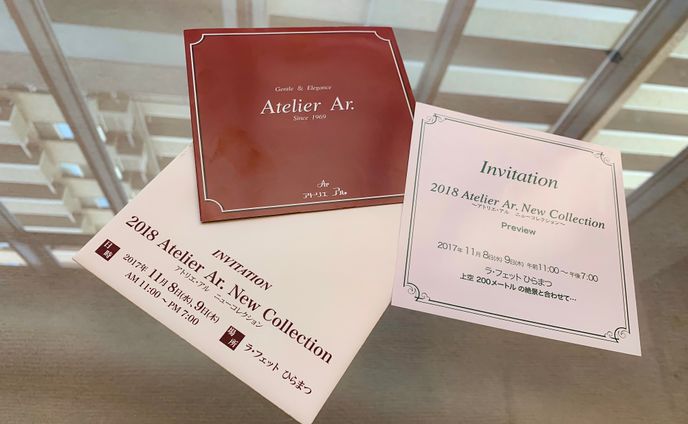 Gentle & Elegance
Atelier Ar.
Since 1969
Ar
アトリエ アル
Invitation
2018 Atelier Ar. New Collection
～アトリエ・アル ニューコレクション～
Preview
2017年 11月 8日(水) 9日(木) 午前11:00～午後7:00
ラ・フェット ひらまつ
上空 200メートル の絶景と合わせて…
INVITATION
2018 Atelier Ar. New Collection
アトリエ・アル ニューコレクション
日時 2017年 11月 8日(水)、9日(木)
AM 11:00 ~ PM 7:00
場所 ラ・フェット ひらまつ